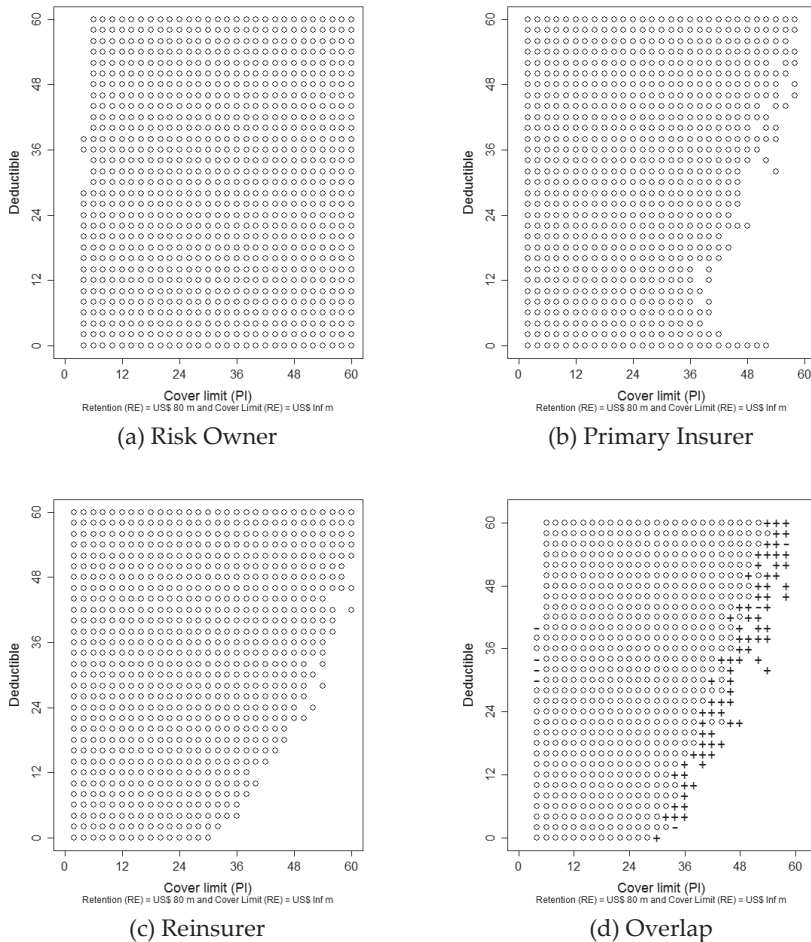 60
48
36
24
12
0
Deductible
0 12 24 36 48 60
Cover limit (PI)
Retention (RE) = US$ 80 m and Cover Limit (RE) = US$ Inf m
(a) Risk Owner
60
48
36
24
12
0
Deductible
0 12 24 36 48 60
Cover limit (PI)
Retention (RE) = US$ 80 m and Cover Limit (RE) = US$ Inf m
(b) Primary Insurer
60
48
36
24
12
0
Deductible
0 12 24 36 48 60
Cover limit (PI)
Retention (RE) = US$ 80 m and Cover Limit (RE) = US$ Inf m
(c) Reinsurer
60
48
36
24
12
0
Deductible
0 12 24 36 48 60
Cover limit (PI)
Retention (RE) = US$ 80 m and Cover Limit (RE) = US$ Inf m
(d) Overlap